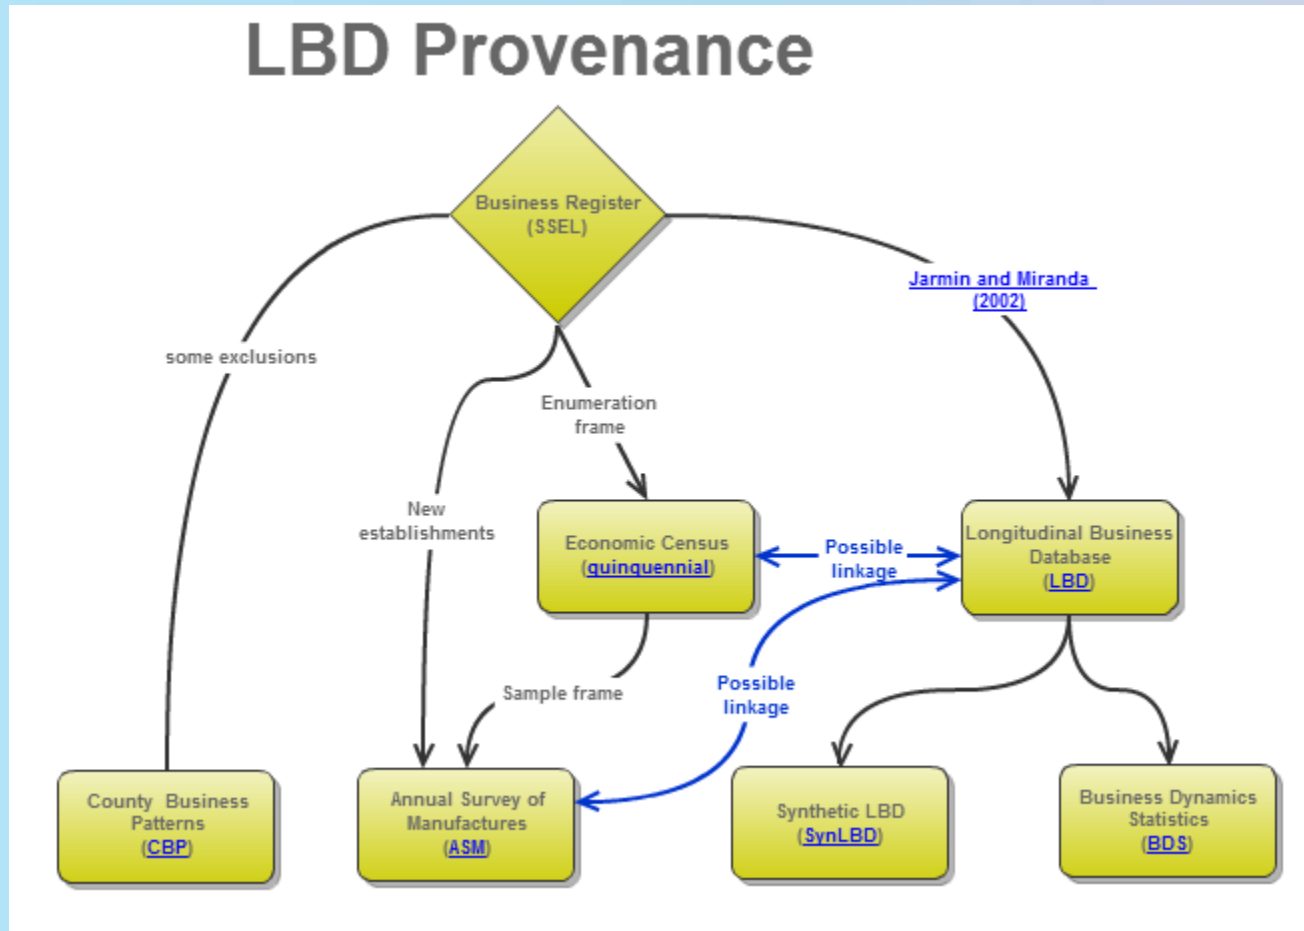 LBD Provenance
Business Register
(SSEL)
Jarmin and Miranda
(2002)
some exclusions
Enumeration
frame
New
establishments
Economic Census
(quinquennial)
Possible
linkage
Longitudinal Business
Database
(LBD)
Sample frame
Possible
linkage
County Business
Patterns
(CBP)
Annual Survey of
Manufactures
(ASM)
Synthetic LBD
(SynLBD)
Business Dynamics
Statistics
(BDS)